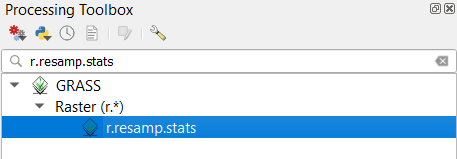 Processing Toolbox
r.resamp.stats
GRASS
Raster (r.*)
r.resamp.stats